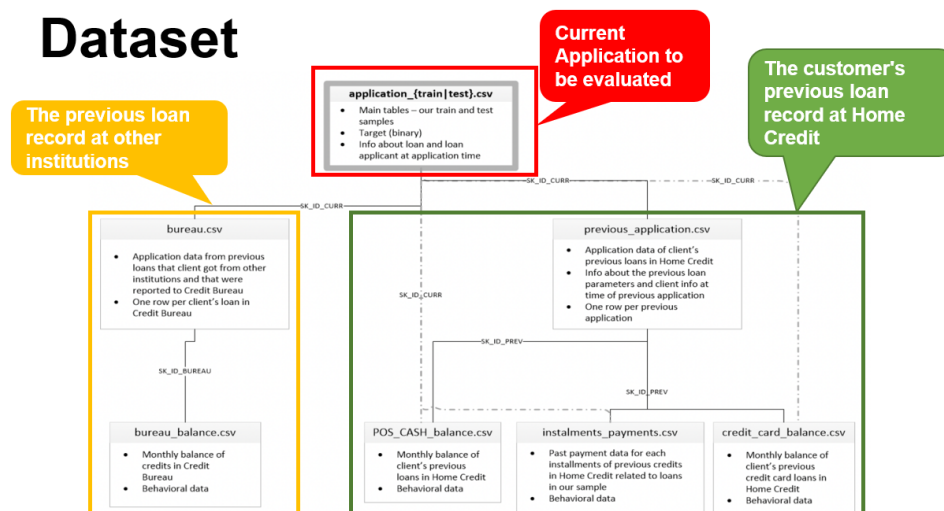 Dataset
Current
Application to
be evaluated
The customer's
previous loan
record at Home
Credit
The previous loan
record at other
institutions
application_{train|test}.csv
• Main tables – our train and test
samples
• Target (binary)
• Info about loan and loan
applicant at application time
SK_ID_CURR
SK_ID_CURR
SK_ID_CURR
bureau.csv
• Application data from previous
loans that client got from other
institutions and that were
reported to Credit Bureau
• One row per client's loan in
Credit Bureau
previous_application.csv
• Application data of client's
previous loans in Home Credit
• Info about the previous loan
parameters and client info at
time of previous application
• One row per previous
application
SK_ID_CURR
SK_ID_PREV
SK_ID_BUREAU
SK_ID_PREV
bureau_balance.csv
• Monthly balance of
credits in Credit
Bureau
• Behavioral data
POS_CASH_balance.csv
• Monthly balance of
client's previous
loans in Home Credit
• Behavioral data
instalments_payments.csv
• Past payment data for each
installments of previous credits
in Home Credit related to loans
in our sample
• Behavioral data
credit_card_balance.csv
• Monthly balance of
client's previous
credit card loans in
Home Credit
• Behavioral data